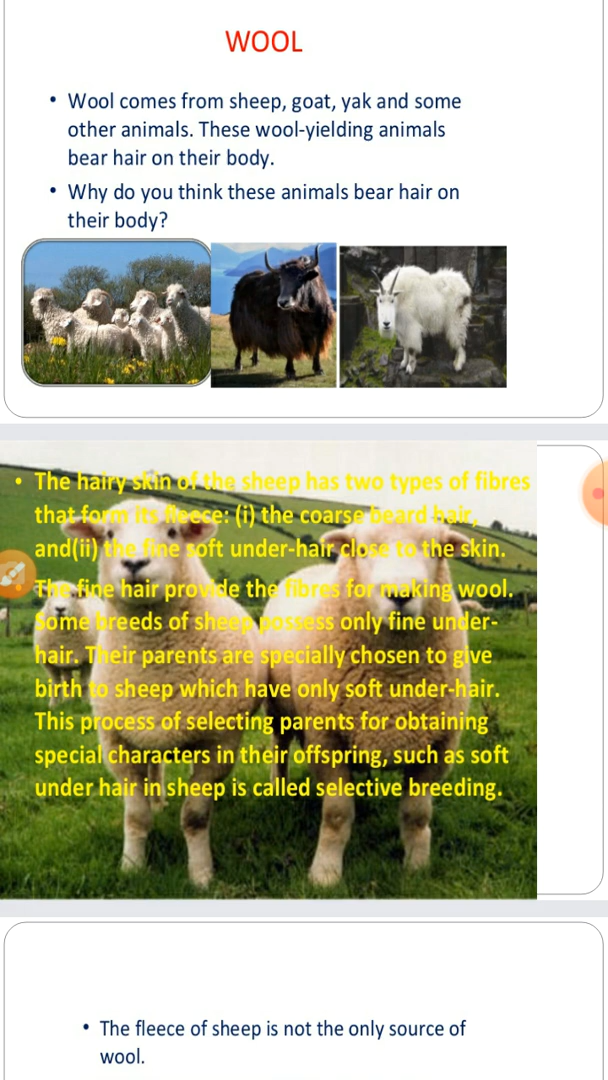 WOOL
• Wool comes from sheep, goat, yak and some
other animals. These wool-yielding animals
bear hair on their body.
• Why do you think these animals bear hair on
their body?
• The hairy skin of the sheep has two types of fibres
that form its fleece: (i) the coarse beard hair,
and(ii) the fine soft under-hair close to the skin.
• The fine hair provide the fibres for making wool.
Some breeds of sheep possess only fine under-
hair. Their parents are specially chosen to give
birth to sheep which have only soft under-hair.
This process of selecting parents for obtaining
special characters in their offspring, such as soft
under hair in sheep is called selective breeding.
• The fleece of sheep is not the only source of
wool.